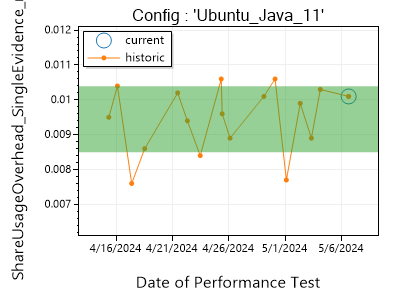 Config : 'Ubuntu_Java_11'
ShareUsageOverhead_SingleEvidence_
0.012
0.011
0.01
0.009
0.008
0.007
current
historic
4/16/2024 4/21/2024 4/26/2024 5/1/2024 5/6/2024
Date of Performance Test